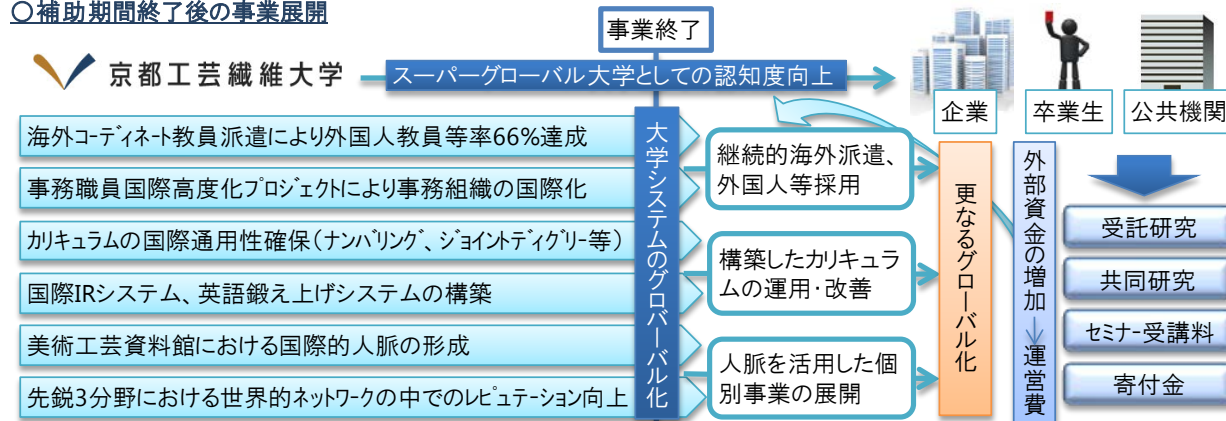 〇補助期間終了後の事業展開
事業終了
京都工芸繊維大学
スーパーグローバル大学としての認知度向上
企業
卒業生
公共機関
海外コーディネート教員派遣により外国人教員等率66%達成
事務職員国際高度化プロジェクトにより事務組織の国際化
カリキュラムの国際通用性確保(ナンバリング、ジョイントディグリー等)
国際IRシステム、英語鍛え上げシステムの構築
美術工芸資料館における国際的人脈の形成
先鋭3分野における世界的ネットワークの中でのレピュテーション向上
大学システムのグロバーバル化
継続的海外派遣、
外国人等採用
構築したカリキュラ
ムの運用・改善
人脈を活用した個
別事業の展開
更なるグローバル化
外部資金の増加→運営費
受託研究
共同研究
セミナー受講料
寄付金